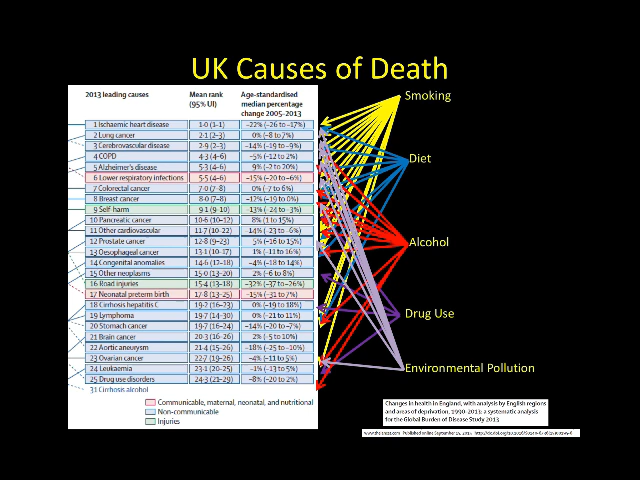 UK Causes of Death
2013 leading causes Mean rank (95% UI) Age-standardised median percentage change 2005-2013
1 Ischaemic heart disease 1·0 (1–1) –22% (–26 to –17%)
2 Lung cancer 2·1 (2–3) 0% (–8 to 7%)
3 Cerebrovascular disease 2·9 (2–3) –14% (–19 to –9%)
4 COPD 4·3 (4–6) –5% (–12 to 2%)
5 Alzheimer's disease 5·3 (4–6) 9% (–2 to 20%)
6 Lower respiratory infections 5·5 (4–6) –15% (–20 to –6%)
7 Colorectal cancer 7·0 (7–8) 0% (–7 to 6%)
8 Breast cancer 8·0 (7–8) –12% (–19 to 0%)
9 Self-harm 9·1 (9–10) –13% (–24 to –3%)
10 Pancreatic cancer 10·6 (10–12) 8% (1 to 15%)
11 Other cardiovascular 11·7 (10–22) –14% (–23 to –6%)
12 Prostate cancer 12·8 (9–23) 5% (–16 to 15%)
13 Oesophageal cancer 13·1 (10–17) 1% (–11 to 16%)
14 Congenital anomalies 14·6 (12–18) –4% (–18 to 14%)
15 Other neoplasms 15·0 (13–20) 2% (–6 to 8%)
16 Road injuries 15·4 (13–18) –32% (–37 to –26%)
17 Neonatal preterm birth 17·8 (13–25) –15% (–31 to 7%)
18 Cirrhosis hepatitis C 19·2 (16–23) 0% (–19 to 18%)
19 Lymphoma 19·7 (14–30) 0% (–21 to 11%)
20 Stomach cancer 19·7 (16–24) –14% (–20 to –7%)
21 Brain cancer 20·3 (16–26) 2% (–5 to 10%)
22 Aortic aneurysm 21·4 (15–26) –18% (–25 to –10%)
23 Ovarian cancer 22·7 (19–26) –4% (–11 to 5%)
24 Leukaemia 23·1 (20–25) –1% (–13 to 5%)
25 Drug use disorders 24·3 (21–29) –8% (–20 to 2%)
31 Cirrhosis alcohol
Communicable, maternal, neonatal, and nutritional
Non-communicable
Injuries
Smoking
Diet
Alcohol
Drug Use
Environmental Pollution
Changes in health in England, with analysis by English regions
and areas of deprivation, 1990–2013: a systematic analysis
for the Global Burden of Disease Study 2013
Published online September 15,